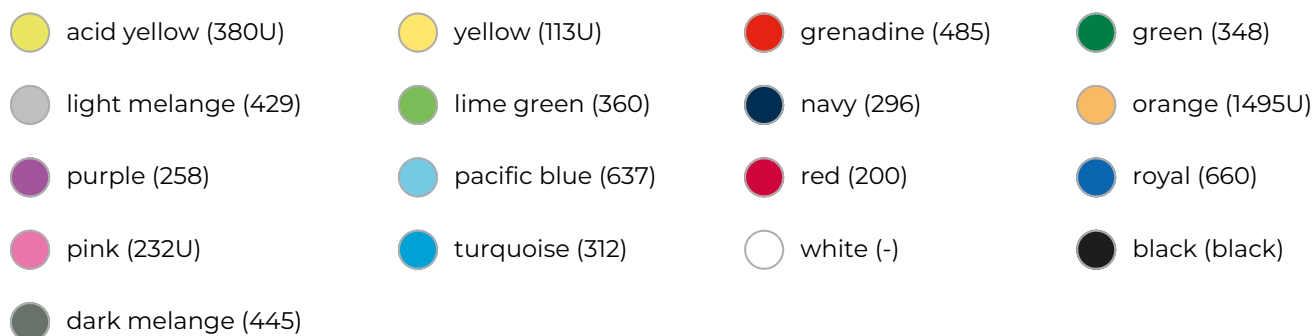 acid yellow (380U)
yellow (113U)
grenadine (485)
green (348)
light melange (429)
lime green (360)
navy (296)
orange (1495U)
purple (258)
pacific blue (637)
red (200)
royal (660)
pink (232U)
turquoise (312)
white (-)
black (black)
dark melange (445)